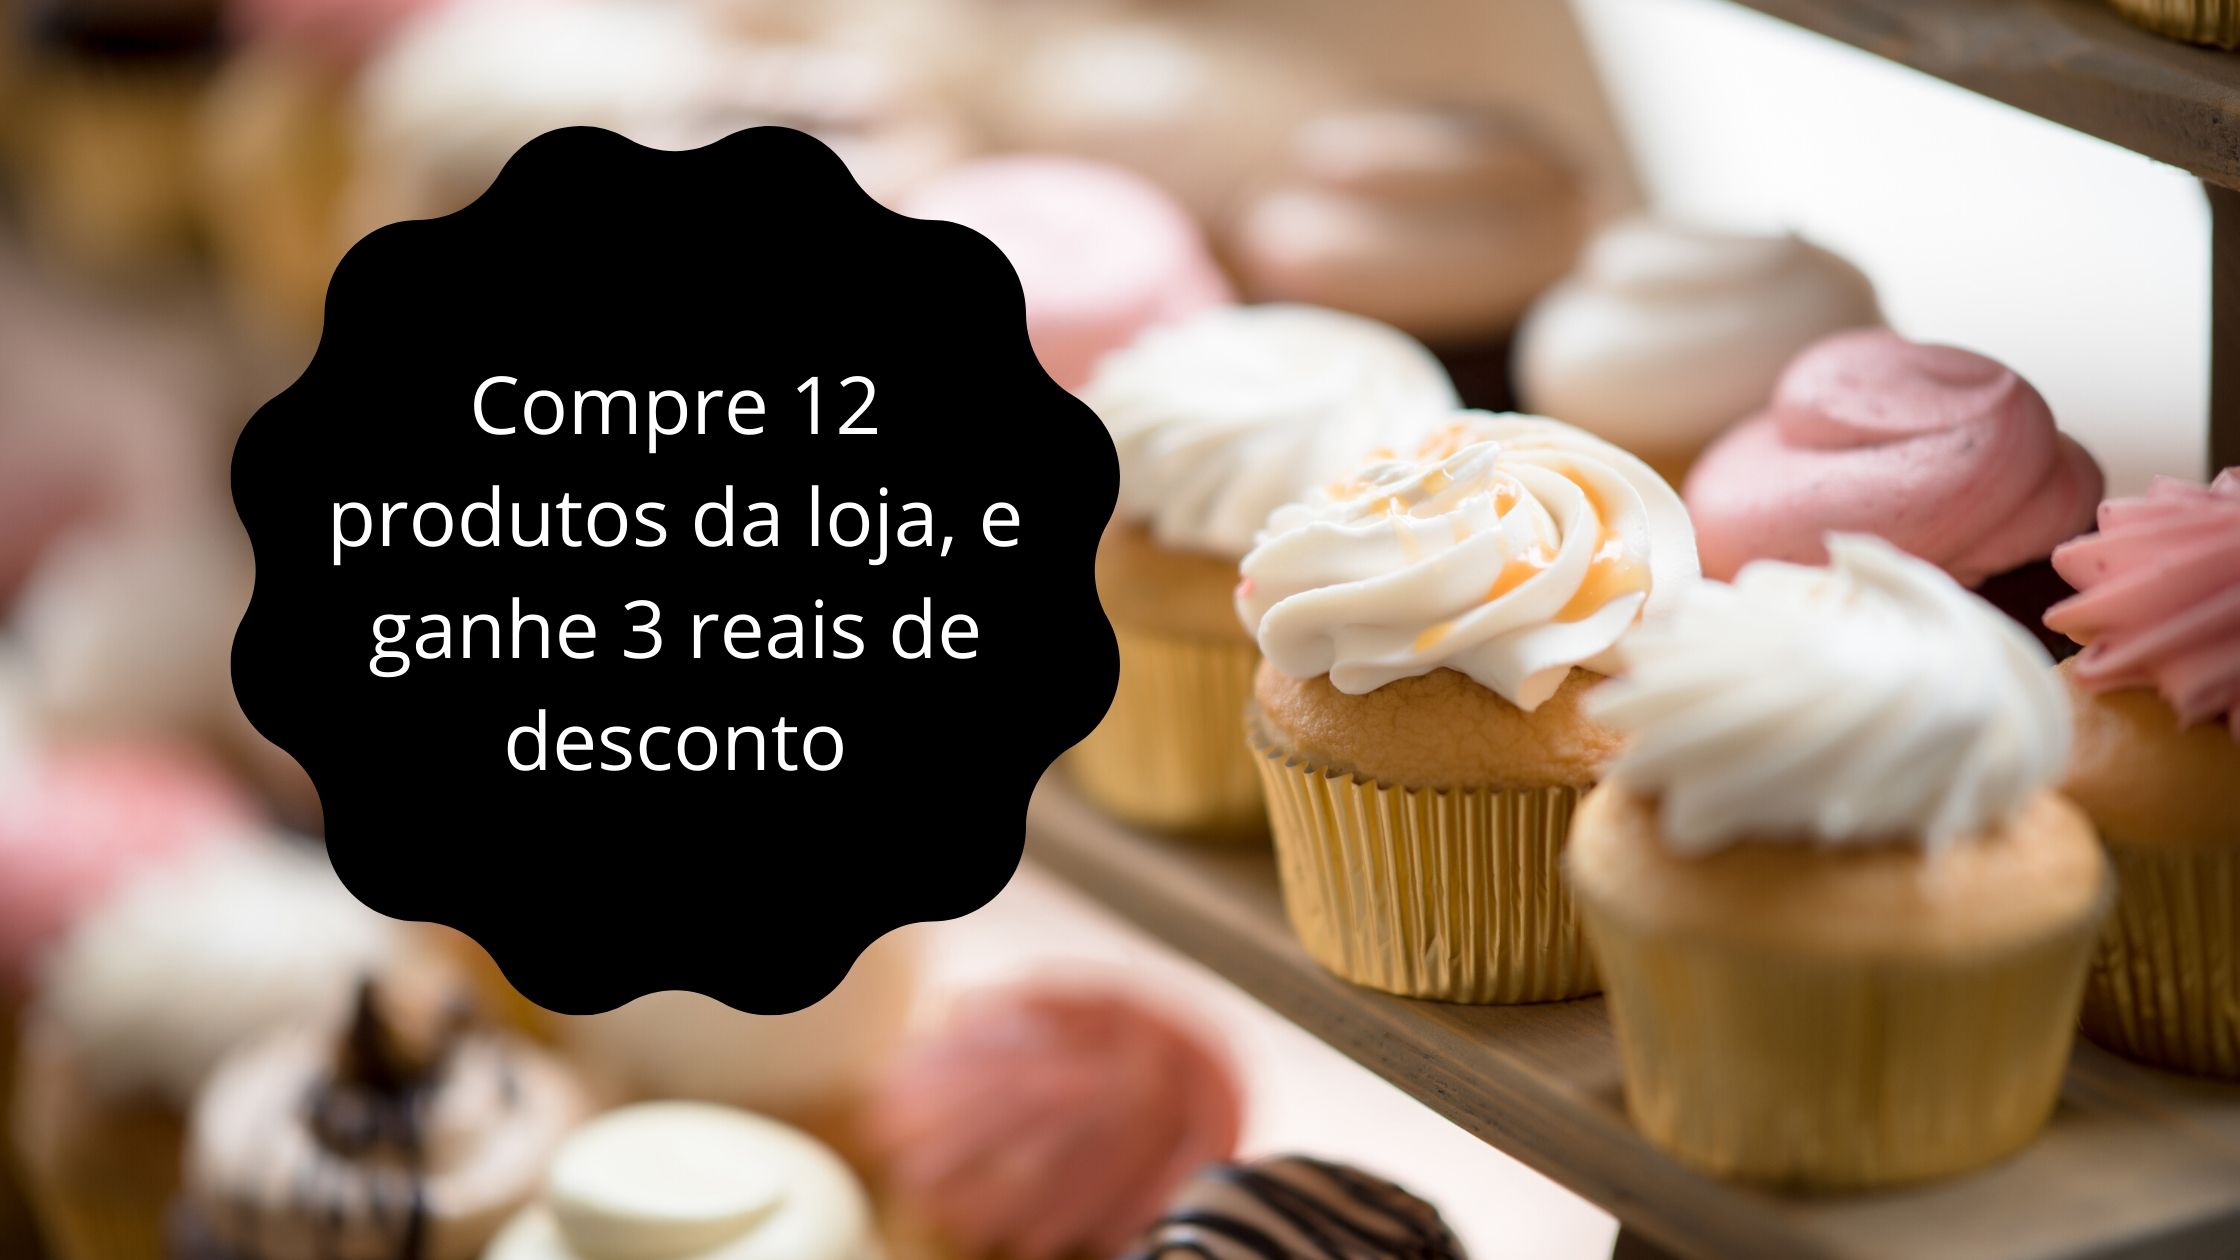 Compre 12
produtos da loja, e
ganhe 3 reais de
desconto